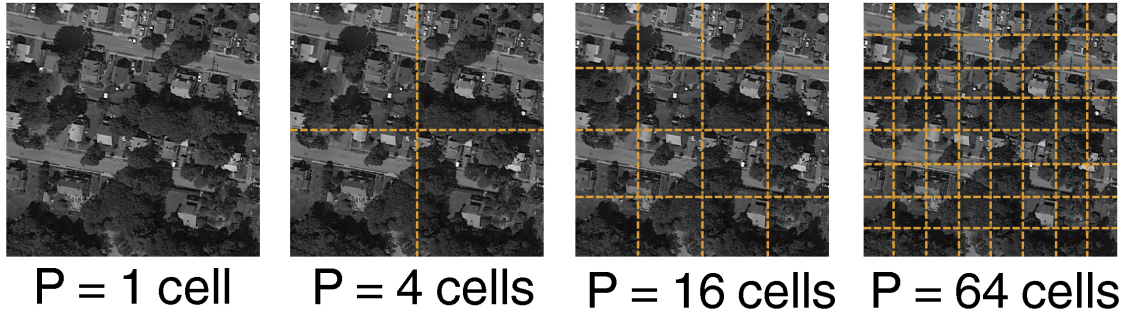 P = 1 cell
P = 4 cells
P = 16 cells
P = 64 cells